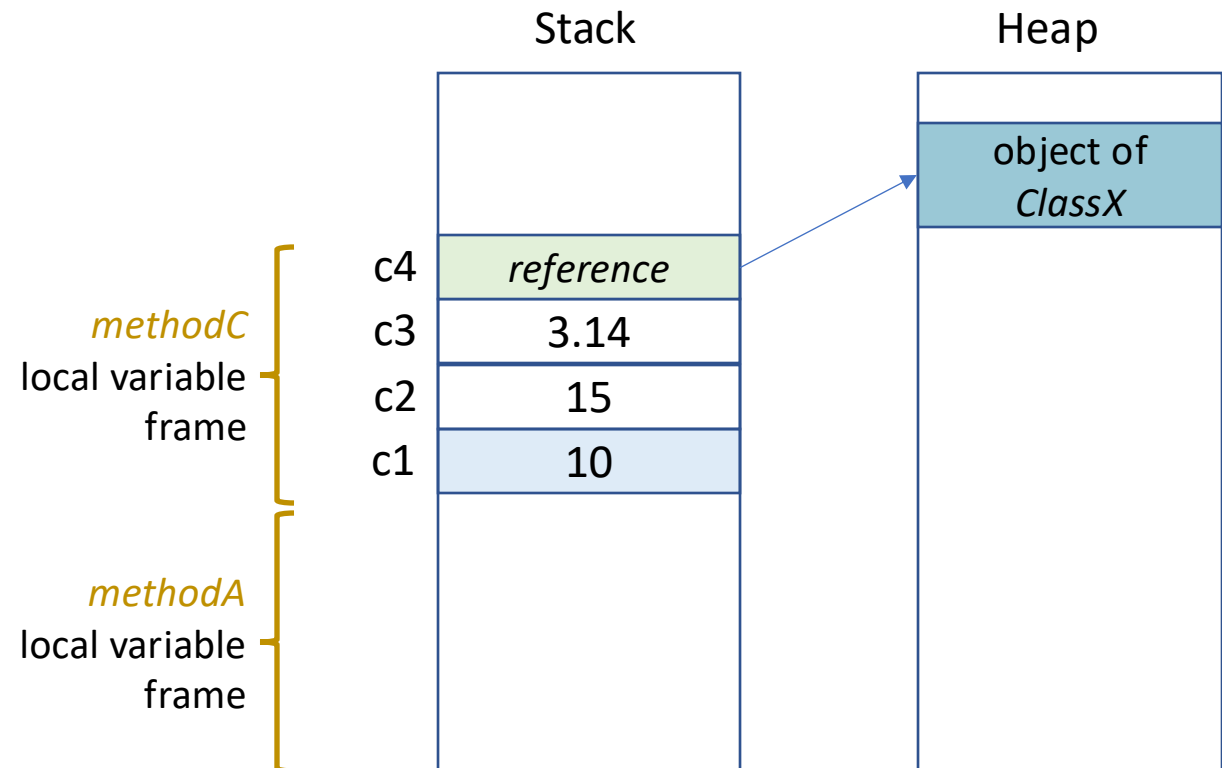 Stack
Heap
object of
ClassX
c4
reference
c3
3.14
c2
15
c1
10
methodC
local variable
frame
methodA
local variable
frame